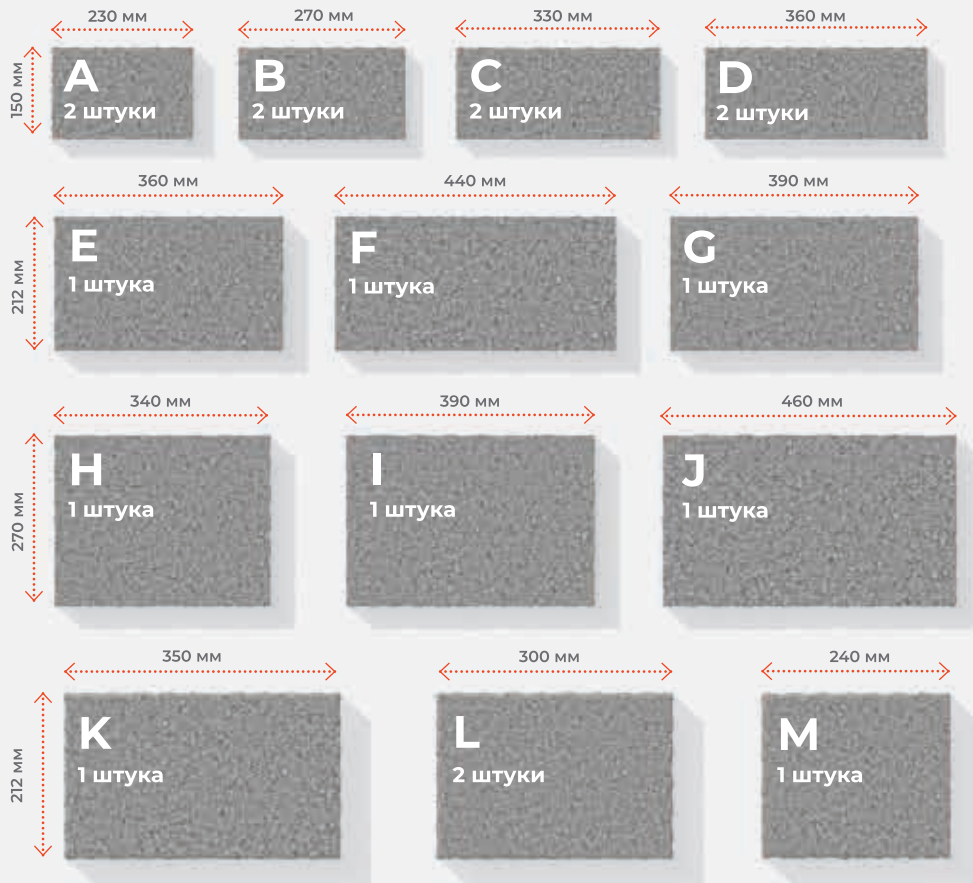 230 мм
270 мм
330 мм
360 мм
150 мм
A
B
C
D
2 штуки
2 штуки
2 штуки
2 штуки
360 мм
440 мм
390 мм
212 мм
E
F
G
1 штука
1 штука
1 штука
340 мм
390 мм
460 мм
270 мм
H
I
J
1 штука
1 штука
1 штука
350 мм
300 мм
240 мм
212 мм
K
L
M
1 штука
2 штуки
1 штука